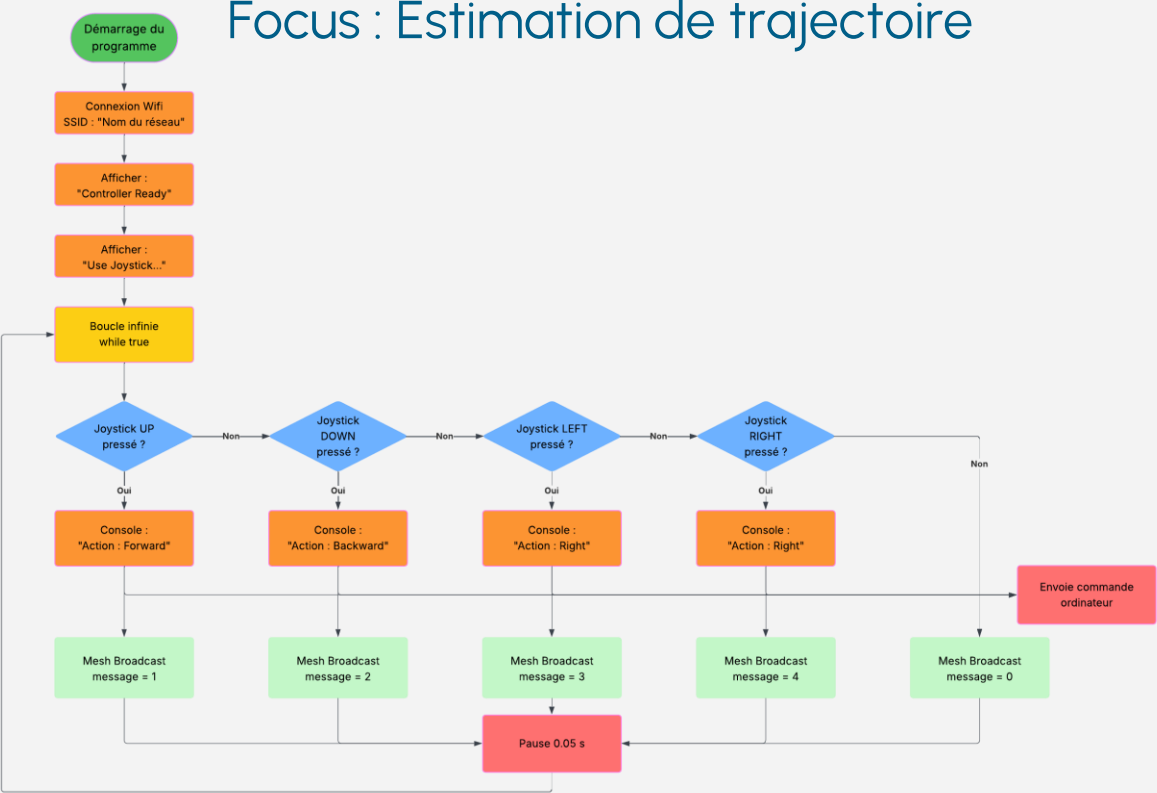 Focus : Estimation de trajectoire
Démarrage du
programme
Connexion Wifi
SSID : "Nom du réseau"
Afficher :
"Controller Ready"
Afficher :
"Use Joystick..."
Boucle infinie
while true
Joystick UP
pressé ?
Non
Joystick
DOWN
pressé ?
Non
Joystick LEFT
pressé ?
Non
Joystick
RIGHT
pressé ?
Non
Oui
Oui
Oui
Oui
Console :
"Action : Forward"
Console :
"Action : Backward"
Console :
"Action : Right"
Console :
"Action : Right"
Envoie commande
ordinateur
Mesh Broadcast
message = 1
Mesh Broadcast
message = 2
Mesh Broadcast
message = 3
Mesh Broadcast
message = 4
Mesh Broadcast
message = 0
Pause 0.05 s